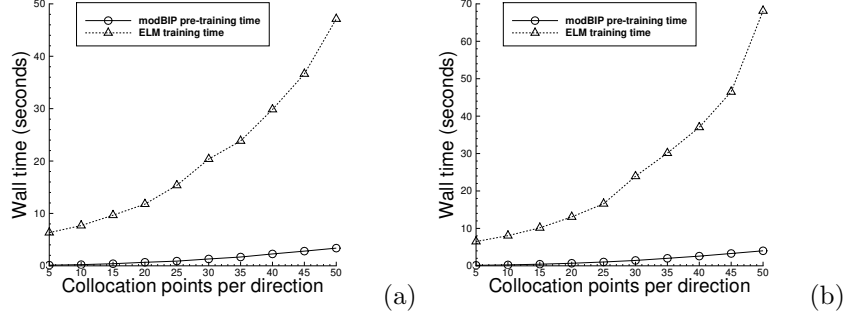 modBIP pre-training time
ELM training time
Wall time (seconds)
50
40
30
20
10
0
5 10 15 20 25 30 35 40 45 50
Collocation points per direction
(a)
modBIP pre-training time
ELM training time
Wall time (seconds)
70
60
50
40
30
20
10
0
5 10 15 20 25 30 35 40 45 50
Collocation points per direction
(b)